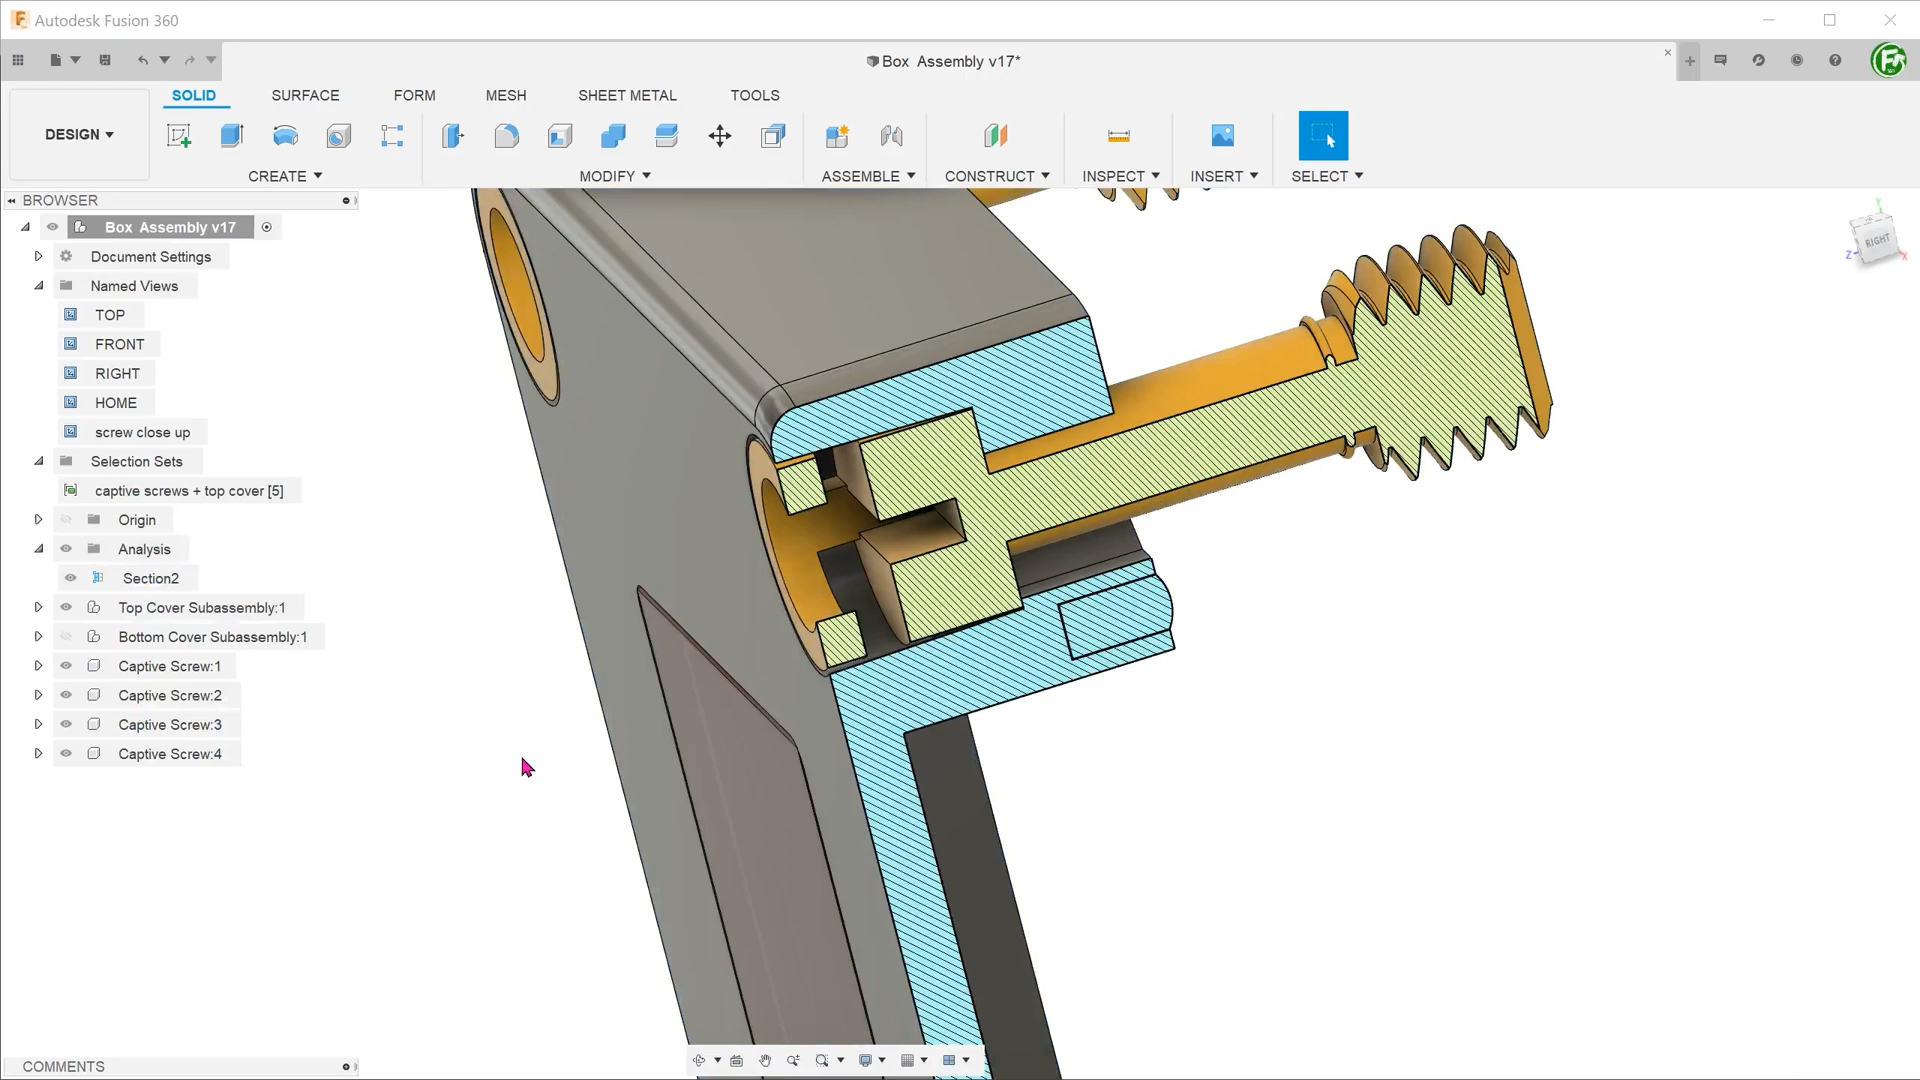 Autodesk Fusion 360
Box Assembly v17*
SOLID SURFACE FORM MESH SHEET METAL TOOLS
DESIGN
CREATE MODIFY ASSEMBLE CONSTRUCT INSPECT INSERT SELECT
BROWSER
Box Assembly v17
Document Settings
Named Views
TOP
FRONT
RIGHT
HOME
screw close up
Selection Sets
captive screws + top cover [5]
Origin
Analysis
Section2
Top Cover Subassembly:1
Bottom Cover Subassembly:1
Captive Screw:1
Captive Screw:2
Captive Screw:3
Captive Screw:4
Y
RIGHT
Z
X
COMMENTS